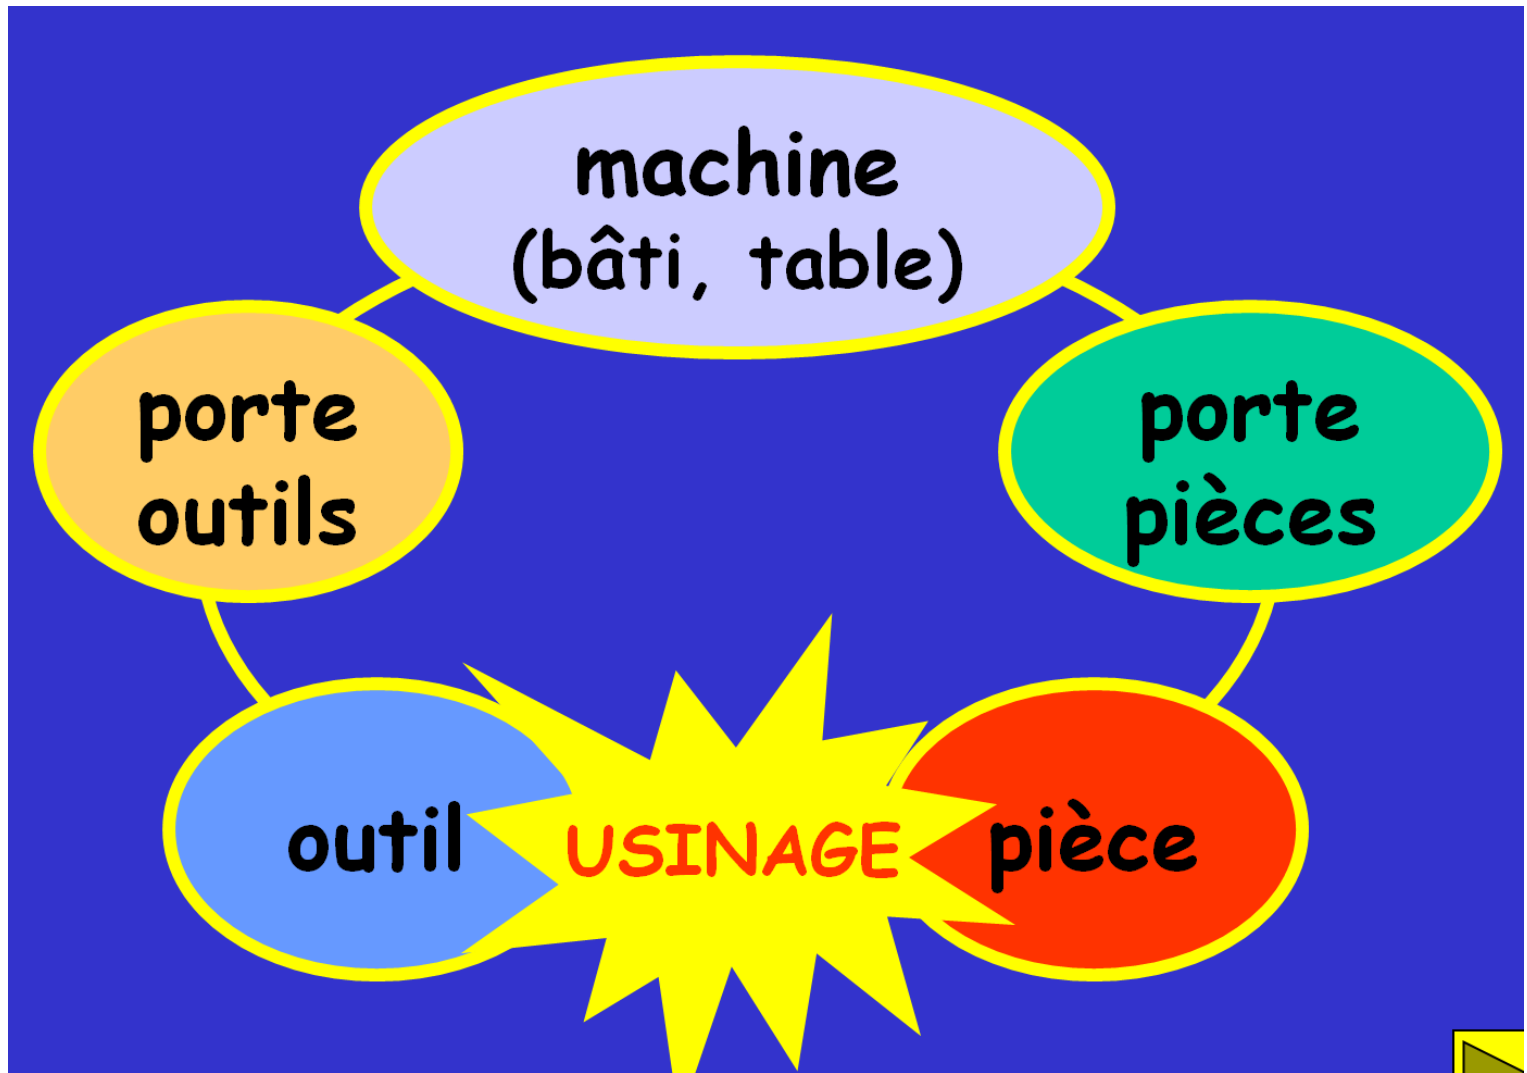 machine
(bâti, table)
porte
outils
porte
pièces
outil
USINAGE
pièce